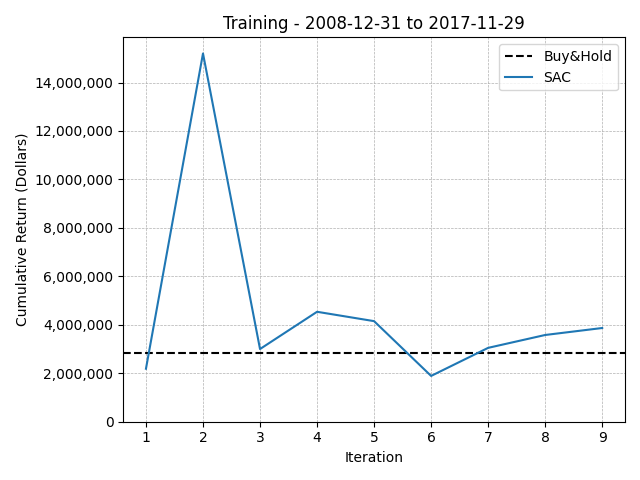 Training - 2008-12-31 to 2017-11-29
Buy&Hold
SAC
Cumulative Return (Dollars)
14,000,000
12,000,000
10,000,000
8,000,000
6,000,000
4,000,000
2,000,000
0
1 2 3 4 5 6 7 8 9
Iteration